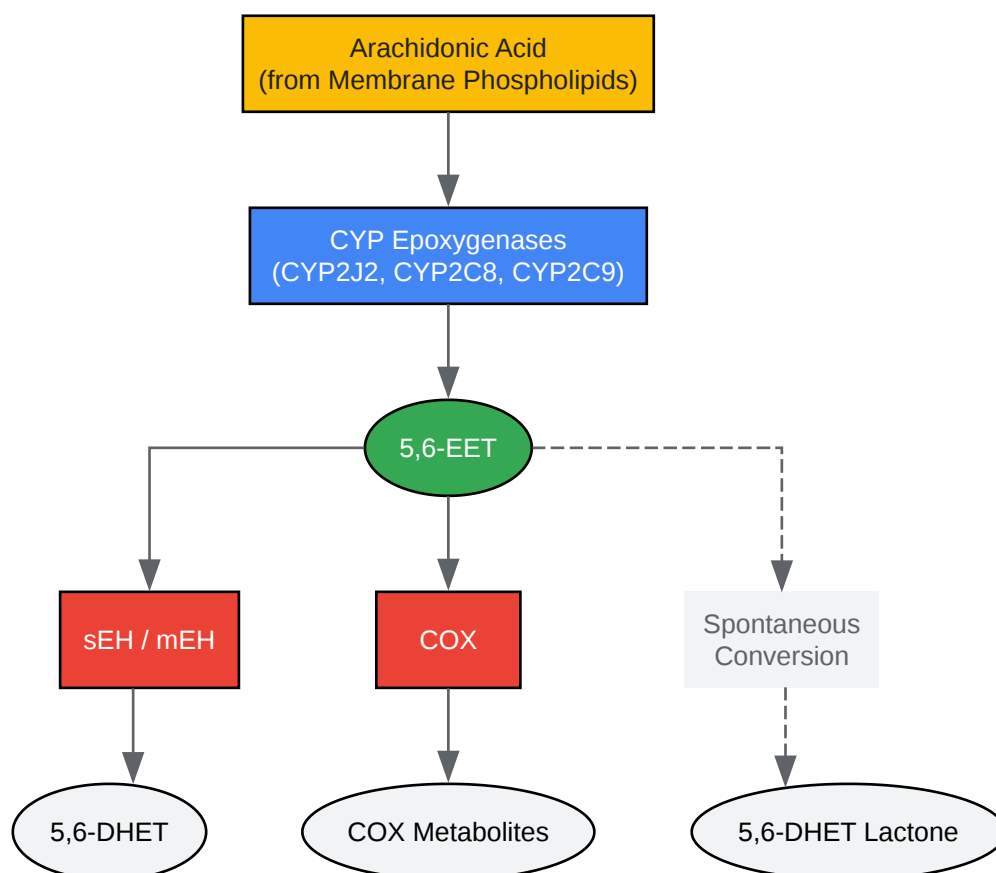 Arachidonic Acid
(from Membrane Phospholipids)
CYP Epoxygenases
(CYP2J2, CYP2C8, CYP2C9)
5,6-EET
sEH / mEH
COX
Spontaneous
Conversion
5,6-DHET
COX Metabolites
5,6-DHET Lactone